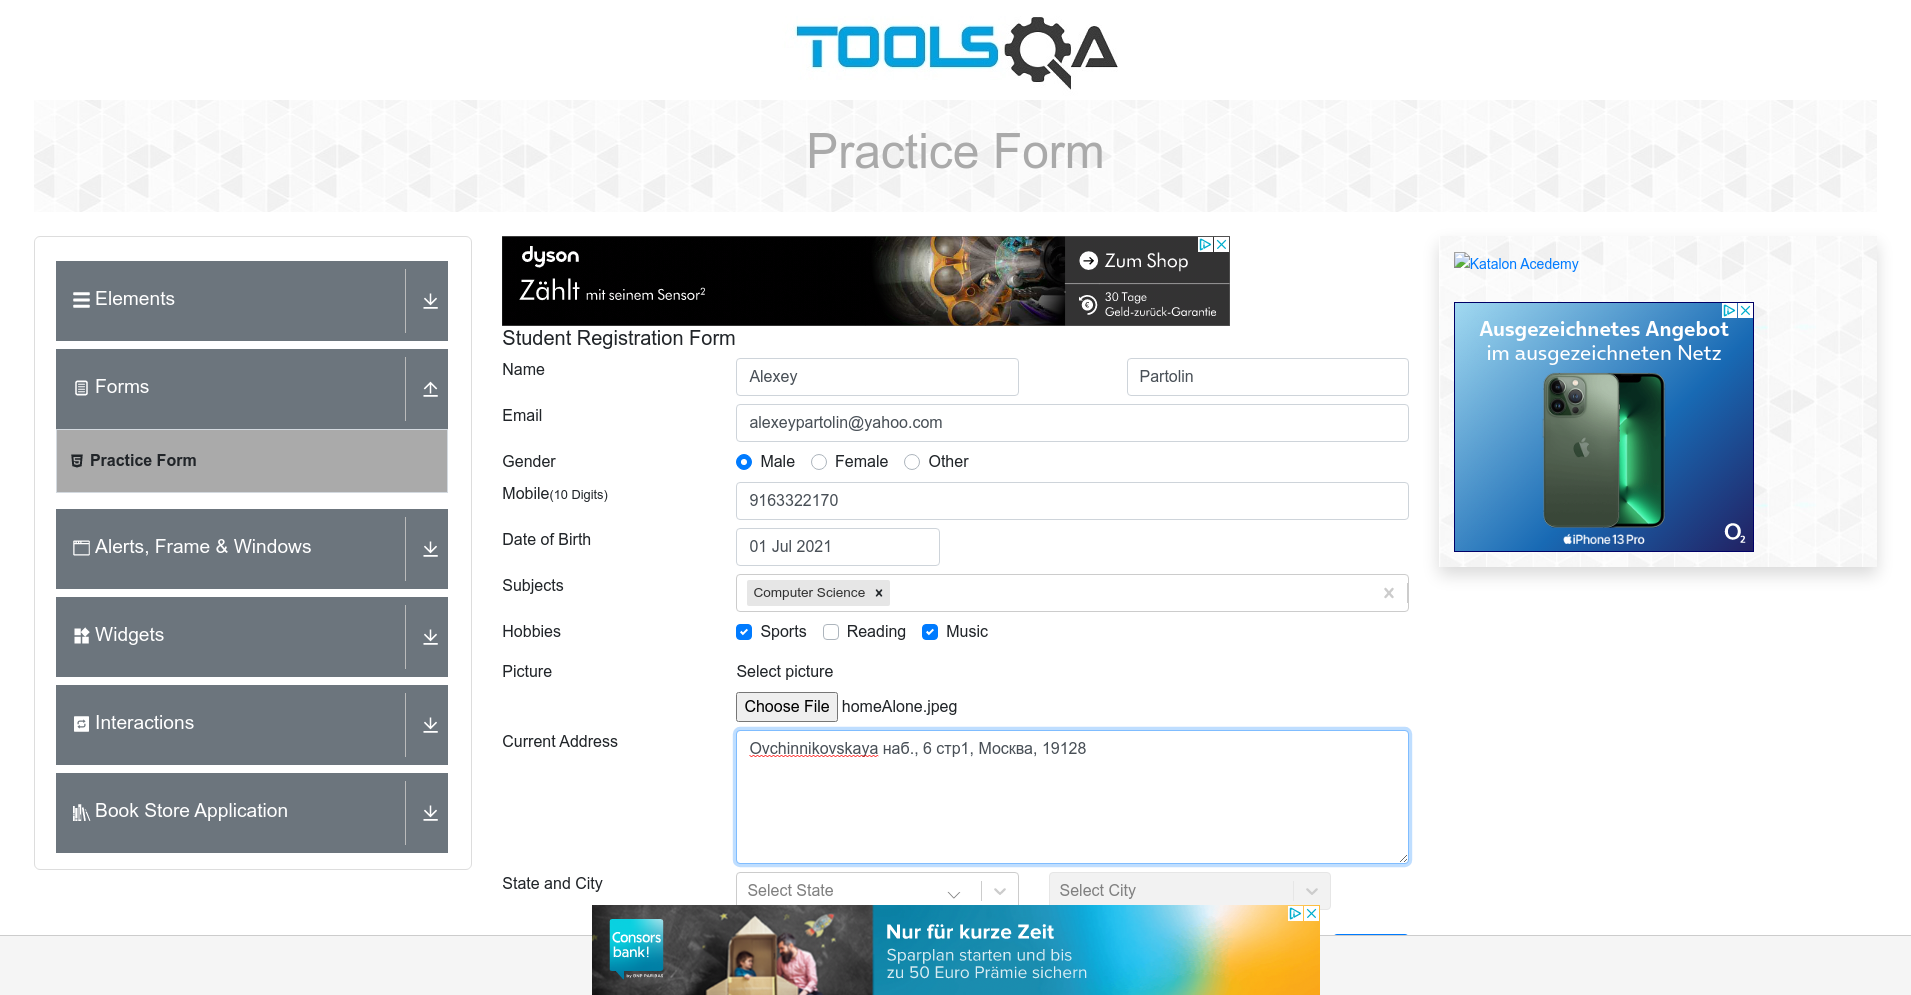 TOOLSQA
Practice Form
Elements
Forms
Practice Form
Alerts, Frame & Windows
Widgets
Interactions
Book Store Application
dyson
Zählt mit seinem Sensor²
Zum Shop
30 Tage
Geld-zurück-Garantie
Student Registration Form
Name
Alexey
Partolin
Email
alexeypartolin@yahoo.com
Gender
Male
Female
Other
Mobile(10 Digits)
9163322170
Date of Birth
01 Jul 2021
Subjects
Computer Science
Hobbies
Sports
Reading
Music
Picture
Select picture
Choose File homeAlone.jpeg
Current Address
Ovchinnikovskaya наб., 6 стр1, Москва, 19128
State and City
Select State
Select City
Katalon Acedemy
Ausgezeichnetes Angebot
im ausgezeichneten Netz
iPhone 13 Pro
O₂
Consors
bank!
by BNP PARIBAS
Nur für kurze Zeit
Sparplan starten und bis
zu 50 Euro Prämie sichern